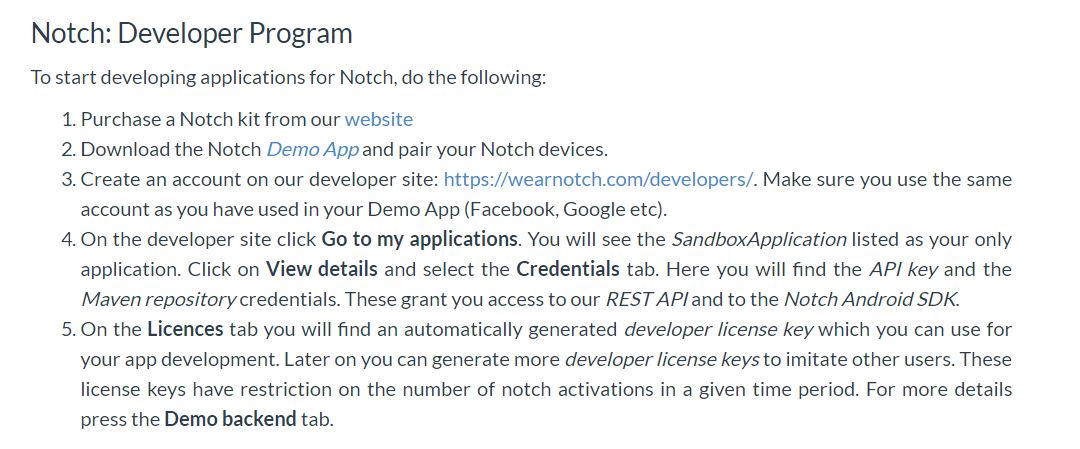 Notch: Developer Program
To start developing applications for Notch, do the following:
1. Purchase a Notch kit from our website
2. Download the Notch Demo App and pair your Notch devices.
3. Create an account on our developer site: https://wearnotch.com/developers/. Make sure you use the same
account as you have used in your Demo App (Facebook, Google etc).
4. On the developer site click Go to my applications. You will see the SandboxApplication listed as your only
application. Click on View details and select the Credentials tab. Here you will find the API key and the
Maven repository credentials. These grant you access to our REST API and to the Notch Android SDK.
5. On the Licences tab you will find an automatically generated developer license key which you can use for
your app development. Later on you can generate more developer license keys to imitate other users. These
license keys have restriction on the number of notch activations in a given time period. For more details
press the Demo backend tab.